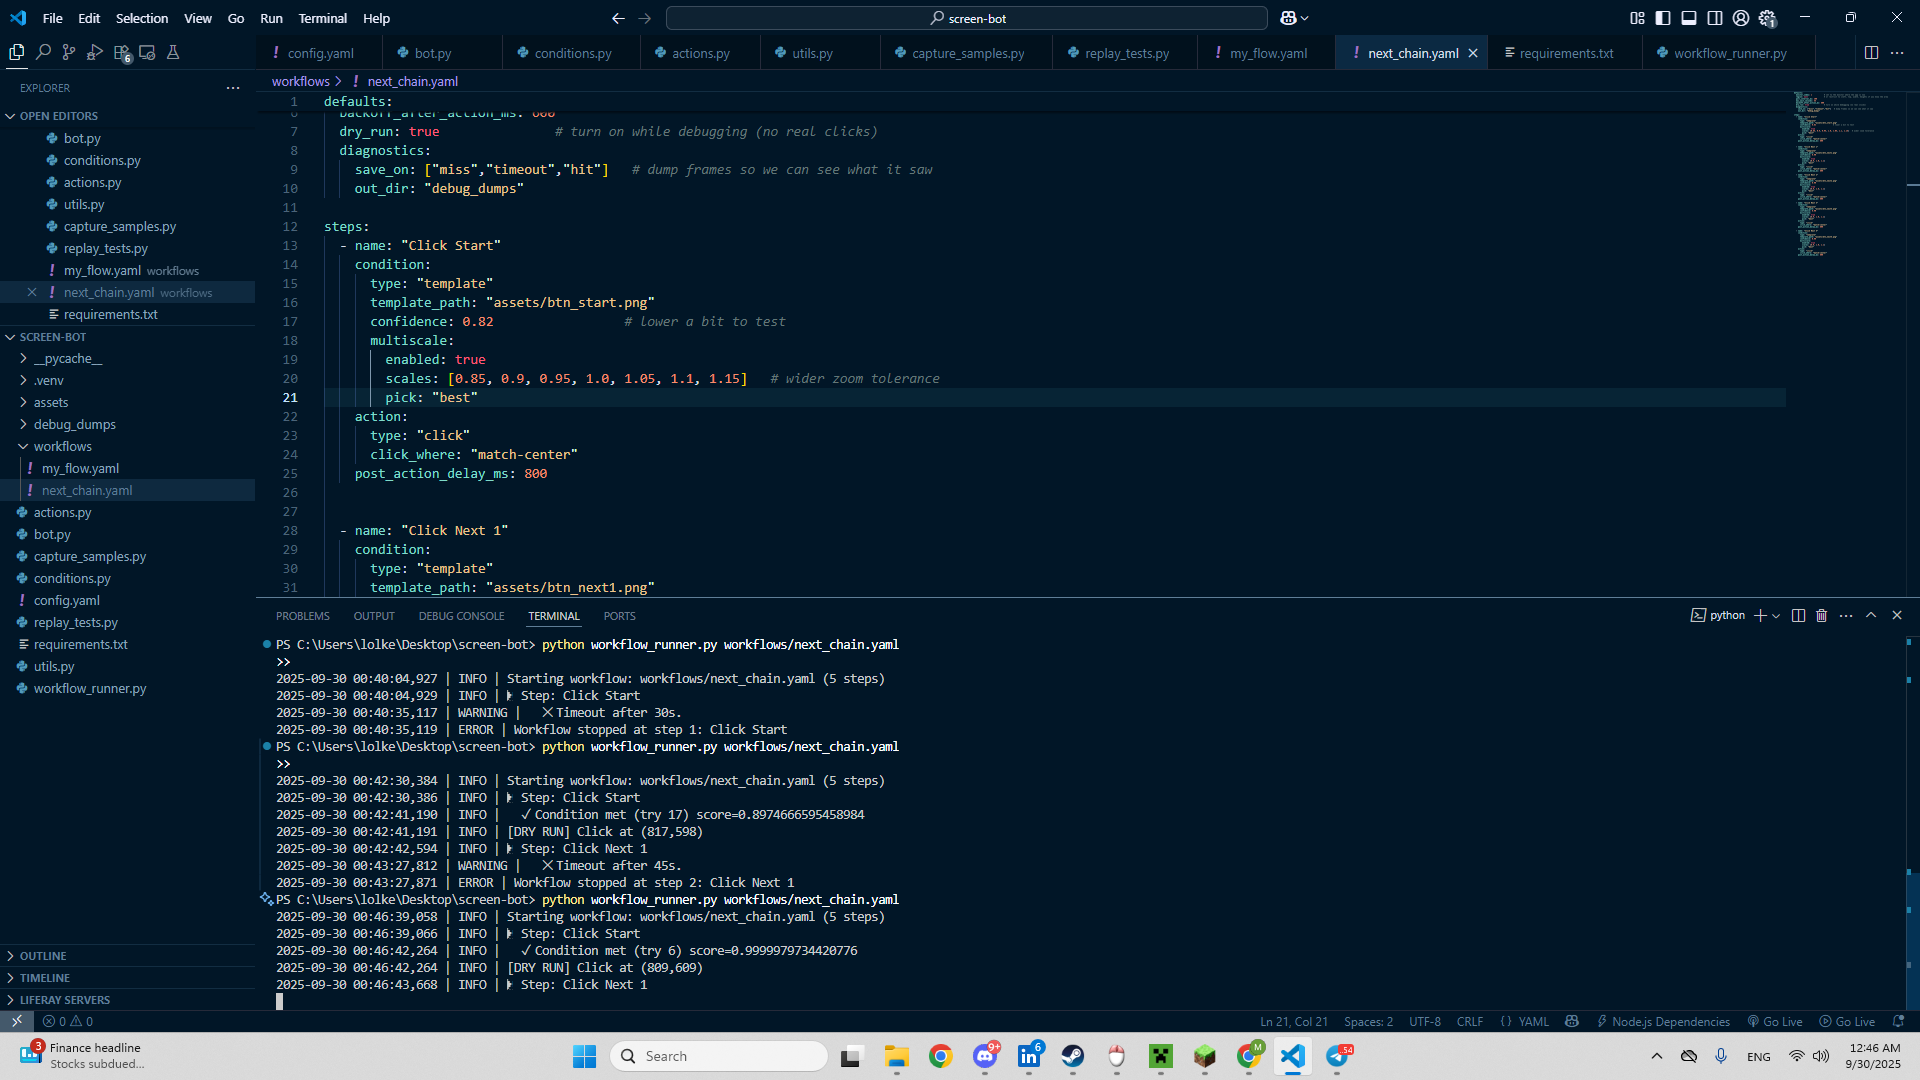 File Edit Selection View Go Run Terminal Help
screen-bot
config.yaml bot.py conditions.py actions.py utils.py capture_samples.py replay_tests.py my_flow.yaml next_chain.yaml requirements.txt workflow_runner.py
6
1
EXPLORER
OPEN EDITORS
bot.py
conditions.py
actions.py
utils.py
capture_samples.py
replay_tests.py
my_flow.yaml workflows
next_chain.yaml workflows
requirements.txt
SCREEN-BOT
__pycache__
.venv
assets
debug_dumps
workflows
my_flow.yaml
next_chain.yaml
actions.py
bot.py
capture_samples.py
conditions.py
config.yaml
replay_tests.py
requirements.txt
utils.py
workflow_runner.py
OUTLINE
TIMELINE
LIFERAY SERVERS
workflows > ! next_chain.yaml
1 defaults:
6 backoff_after_action_ms: 600
7 dry_run: true # turn on while debugging (no real clicks)
8 diagnostics:
9 save_on: ["miss","timeout","hit"] # dump frames so we can see what it saw
10 out_dir: "debug_dumps"
11
12 steps:
13 - name: "Click Start"
14 condition:
15 type: "template"
16 template_path: "assets/btn_start.png"
17 confidence: 0.82 # lower a bit to test
18 multiscale:
19 enabled: true
20 scales: [0.85, 0.9, 0.95, 1.0, 1.05, 1.1, 1.15] # wider zoom tolerance
21 pick: "best"
22 action:
23 type: "click"
24 click_where: "match-center"
25 post_action_delay_ms: 800
26
27
28 - name: "Click Next 1"
29 condition:
30 type: "template"
31 template_path: "assets/btn_next1.png"
PROBLEMS OUTPUT DEBUG CONSOLE TERMINAL PORTS
python
PS C:\Users\lolke\Desktop\screen-bot> python workflow_runner.py workflows/next_chain.yaml
>>
2025-09-30 00:40:04,927 | INFO | Starting workflow: workflows/next_chain.yaml (5 steps)
2025-09-30 00:40:04,929 | INFO | Step: Click Start
2025-09-30 00:40:35,117 | WARNING | ✕ Timeout after 30s.
2025-09-30 00:40:35,119 | ERROR | Workflow stopped at step 1: Click Start
PS C:\Users\lolke\Desktop\screen-bot> python workflow_runner.py workflows/next_chain.yaml
>>
2025-09-30 00:42:30,384 | INFO | Starting workflow: workflows/next_chain.yaml (5 steps)
2025-09-30 00:42:30,386 | INFO | Step: Click Start
2025-09-30 00:42:41,190 | INFO | ✓ Condition met (try 17) score=0.8974666595458984
2025-09-30 00:42:41,191 | INFO | [DRY RUN] Click at (817,598)
2025-09-30 00:42:42,594 | INFO | Step: Click Next 1
2025-09-30 00:43:27,812 | WARNING | ✕ Timeout after 45s.
2025-09-30 00:43:27,871 | ERROR | Workflow stopped at step 2: Click Next 1
PS C:\Users\lolke\Desktop\screen-bot> python workflow_runner.py workflows/next_chain.yaml
2025-09-30 00:46:39,058 | INFO | Starting workflow: workflows/next_chain.yaml (5 steps)
2025-09-30 00:46:39,066 | INFO | Step: Click Start
2025-09-30 00:46:42,264 | INFO | ✓ Condition met (try 6) score=0.9999979734420776
2025-09-30 00:46:42,264 | INFO | [DRY RUN] Click at (809,609)
2025-09-30 00:46:43,668 | INFO | Step: Click Next 1
0 0
Ln 21, Col 21 Spaces: 2 UTF-8 CRLF {} YAML Node.js Dependencies Go Live Go Live
3
Finance headline
Stocks subdued...
Search
9+
6
M
54
ENG
12:46 AM
9/30/2025